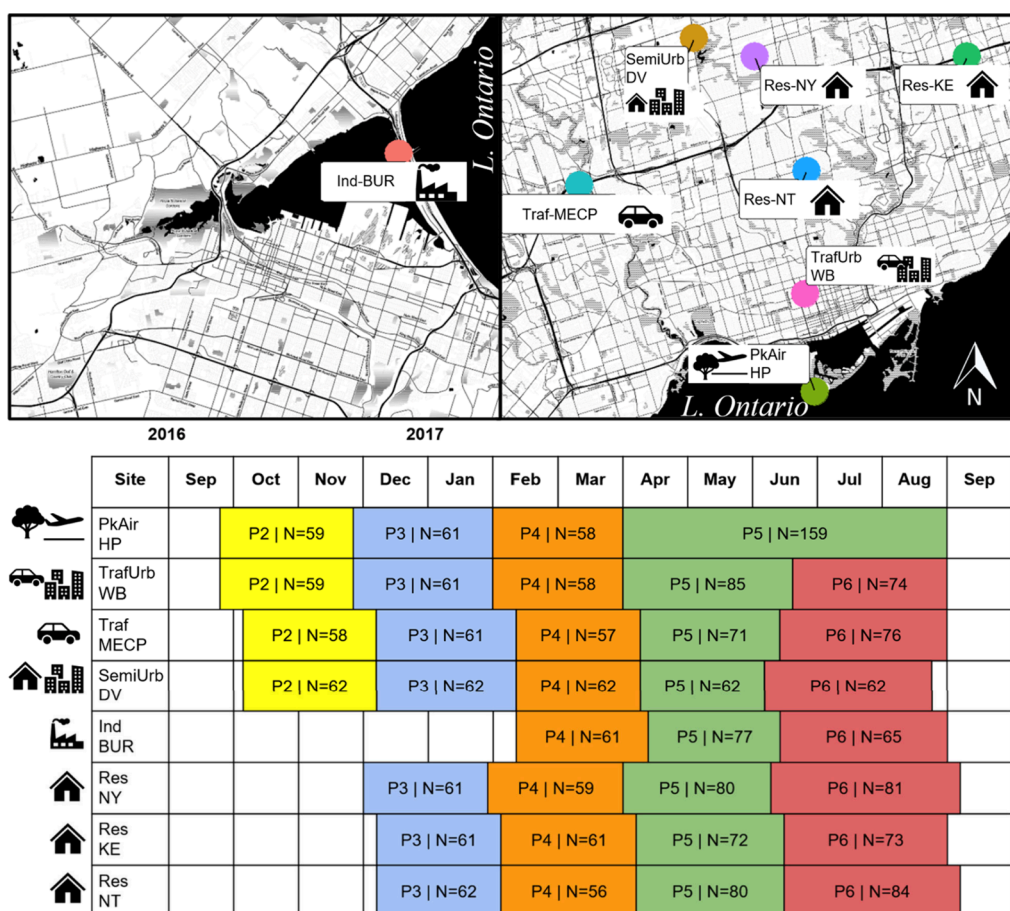 L. Ontario
Ind-BUR
SemiUrb
DV
Res-NY
Res-KE
Traf-MECP
Res-NT
TrafUrb
WB
PkAir
HP
L. Ontario
N
2016 2017
Site Sep Oct Nov Dec Jan Feb Mar Apr May Jun Jul Aug Sep
PkAir
HP
P2 | N=59 P3 | N=61 P4 | N=58 P5 | N=159
TrafUrb
WB
P2 | N=59 P3 | N=61 P4 | N=58 P5 | N=85 P6 | N=74
Traf
MECP
P2 | N=58 P3 | N=61 P4 | N=57 P5 | N=71 P6 | N=76
SemiUrb
DV
P2 | N=62 P3 | N=62 P4 | N=62 P5 | N=62 P6 | N=62
Ind
BUR
P4 | N=61 P5 | N=77 P6 | N=65
Res
NY
P3 | N=61 P4 | N=59 P5 | N=80 P6 | N=81
Res
KE
P3 | N=61 P4 | N=61 P5 | N=72 P6 | N=73
Res
NT
P3 | N=62 P4 | N=56 P5 | N=80 P6 | N=84